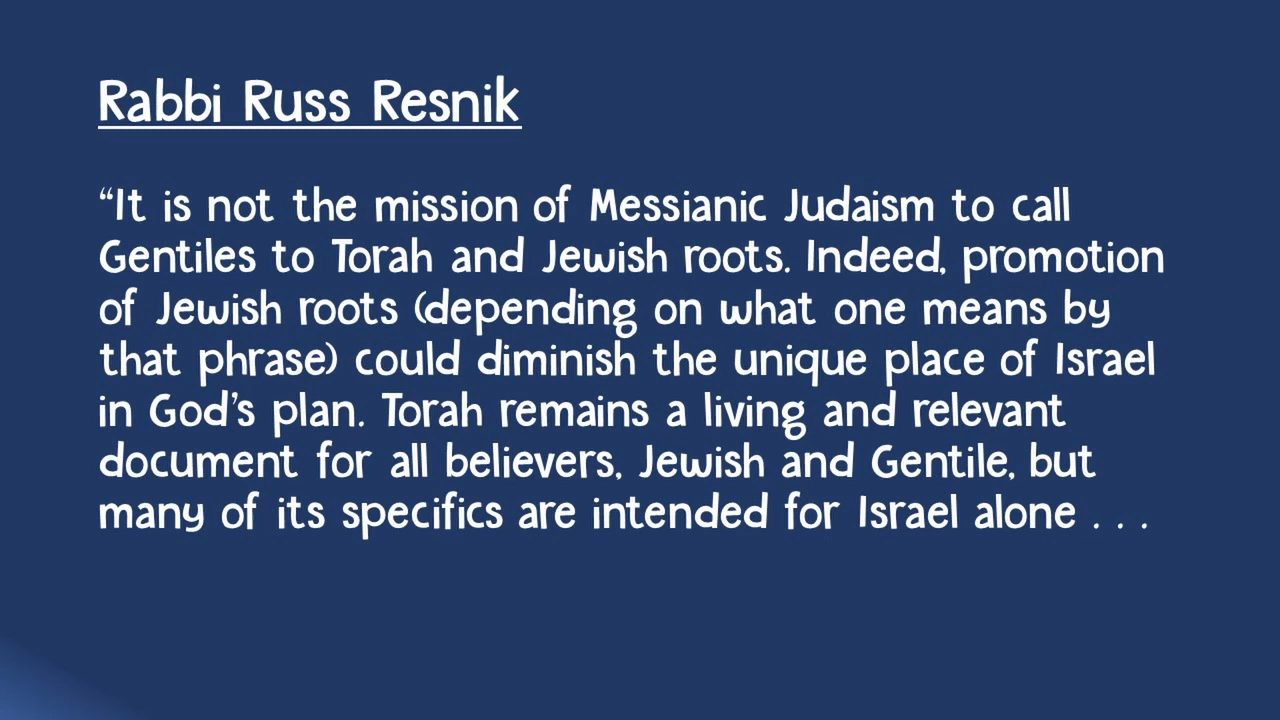 Rabbi Russ Resnik
“It is not the mission of Messianic Judaism to call
Gentiles to Torah and Jewish roots. Indeed, promotion
of Jewish roots (depending on what one means by
that phrase) could diminish the unique place of Israel
in God’s plan. Torah remains a living and relevant
document for all believers, Jewish and Gentile, but
many of its specifics are intended for Israel alone . . .